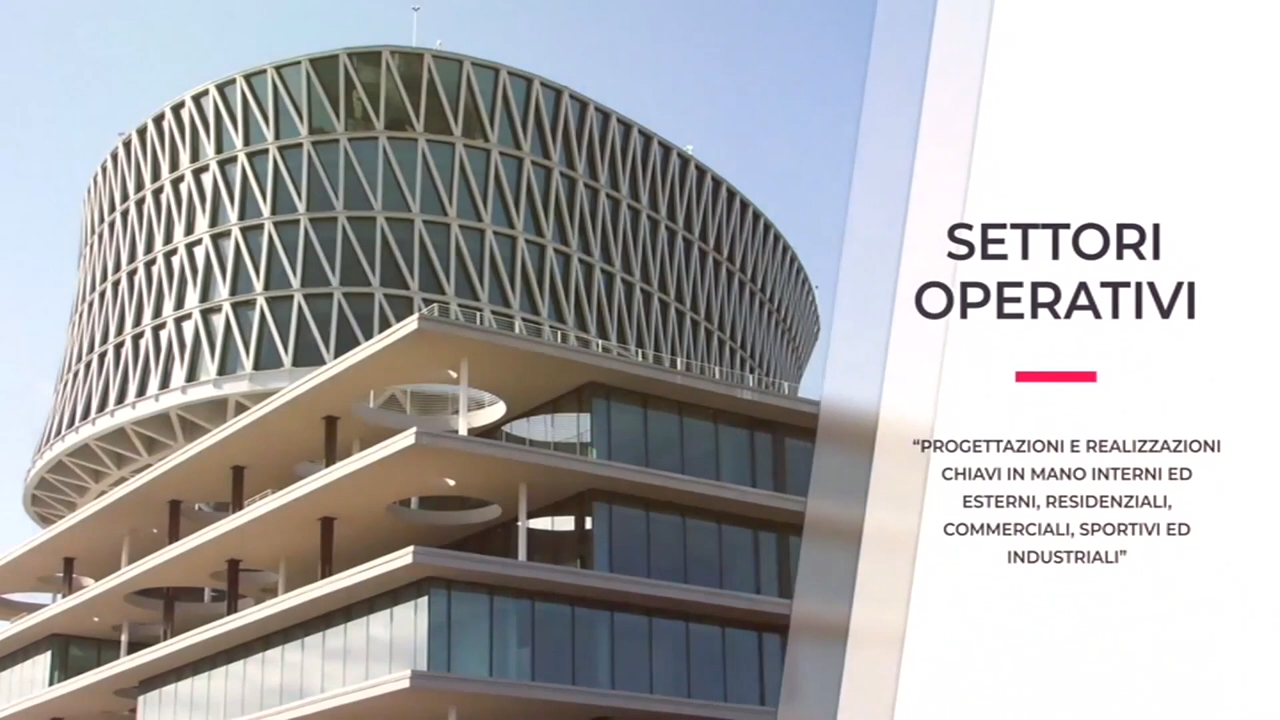 SETTORI
OPERATIVI
“PROGETTAZIONI E REALIZZAZIONI
CHIAVI IN MANO INTERNI ED
ESTERNI, RESIDENZIALI,
COMMERCIALI, SPORTIVI ED
INDUSTRIALI”